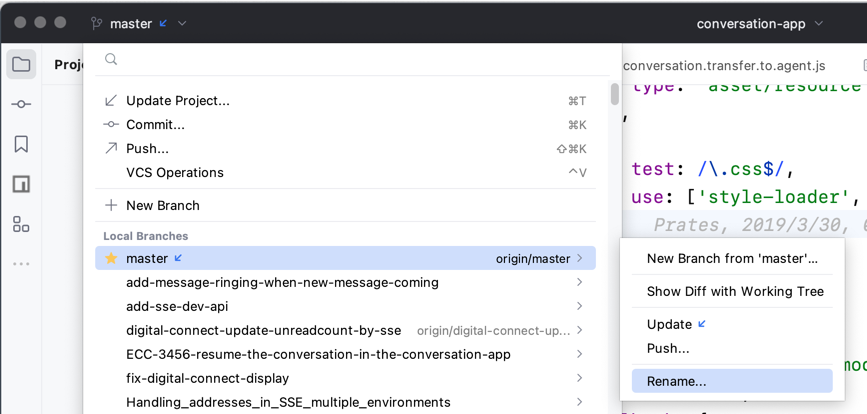 master
conversation-app
Proje
conversation.transfer.to.agent.js
Update Project... ⌘T
Commit... ⌘K
Push... ⇧⌘K
VCS Operations ^V
New Branch
Local Branches
master origin/master
add-message-ringing-when-new-message-coming
add-sse-dev-api
digital-connect-update-unreadcount-by-sse origin/digital-connect-up...
ECC-3456-resume-the-conversation-in-the-conversation-app
fix-digital-connect-display
Handling_addresses_in_SSE_multiple_environments
type: 'asset/resource
,
test: /\.css$/,
use: ['style-loader',
Prates, 2019/3/30,
New Branch from 'master'...
Show Diff with Working Tree
Update
Push...
Rename...
mod